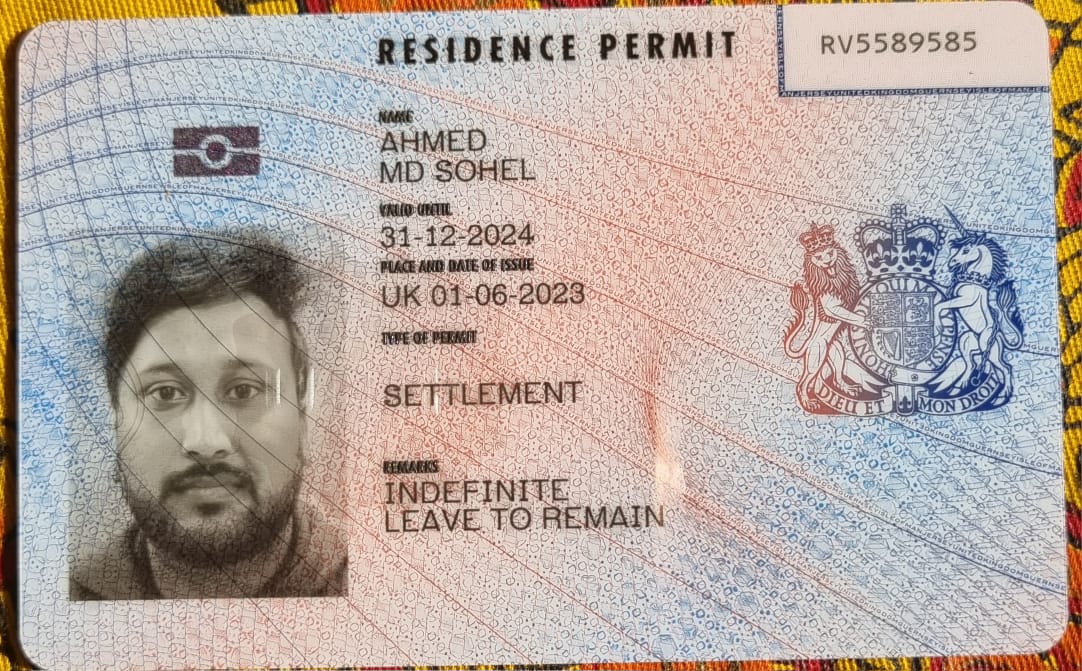 RESIDENCE PERMIT
RV5589585
NAME
AHMED
MD SOHEL
VALID UNTIL
31-12-2024
PLACE AND DATE OF ISSUE
UK 01-06-2023
TYPE OF PERMIT
SETTLEMENT
REMARKS
INDEFINITE
LEAVE TO REMAIN
DIEU ET MON DROIT